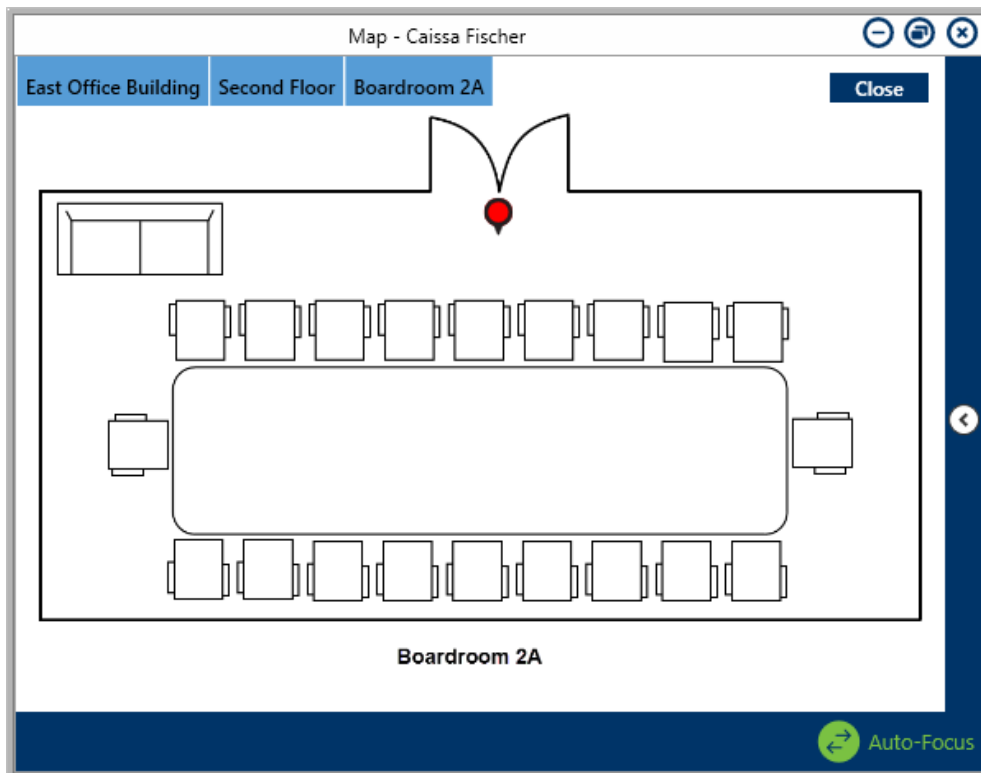 Map - Caissa Fischer
East Office Building Second Floor Boardroom 2A
Close
Boardroom 2A
Auto-Focus